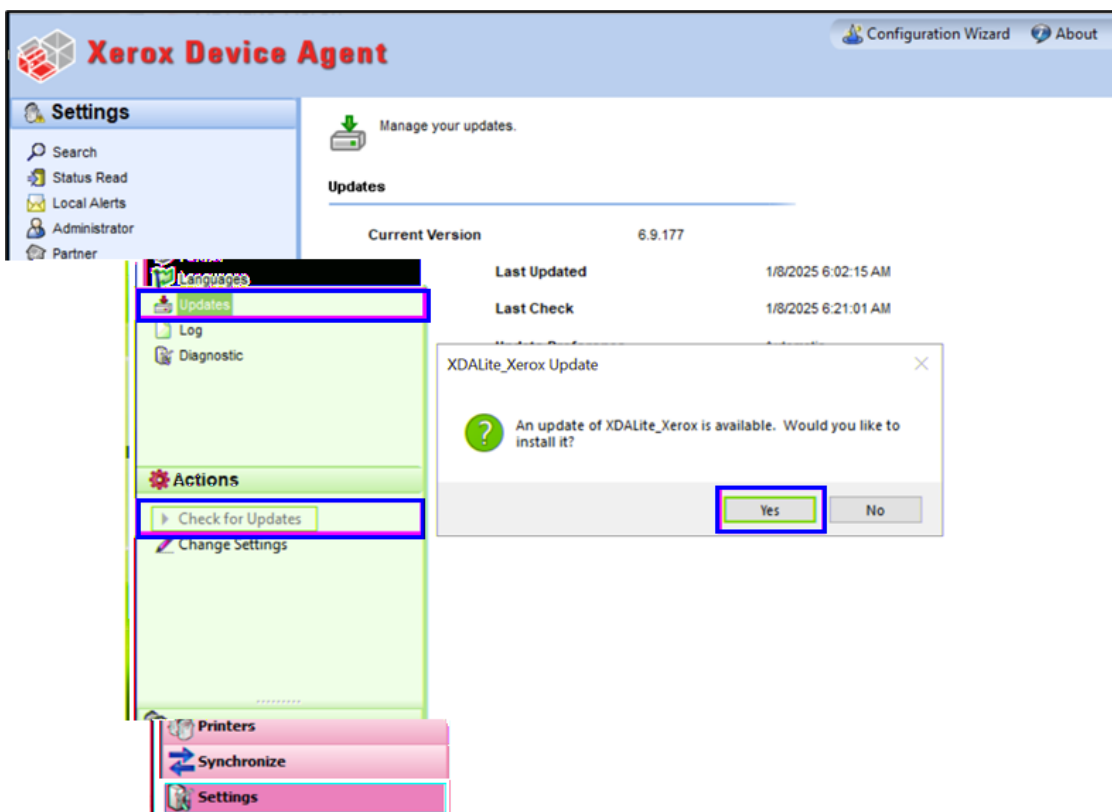 Xerox Device Agent
Configuration Wizard
About
Settings
Search
Status Read
Local Alerts
Administrator
Partner
Manage your updates.
Updates
Current Version 6.9.177
Languages
Updates
Log
Diagnostic
Last Updated 1/8/2025 6:02:15 AM
Last Check 1/8/2025 6:21:01 AM
XDALite_Xerox Update
An update of XDALite_Xerox is available. Would you like to
install it?
Yes
No
Actions
Check for Updates
Change Settings
Printers
Synchronize
Settings